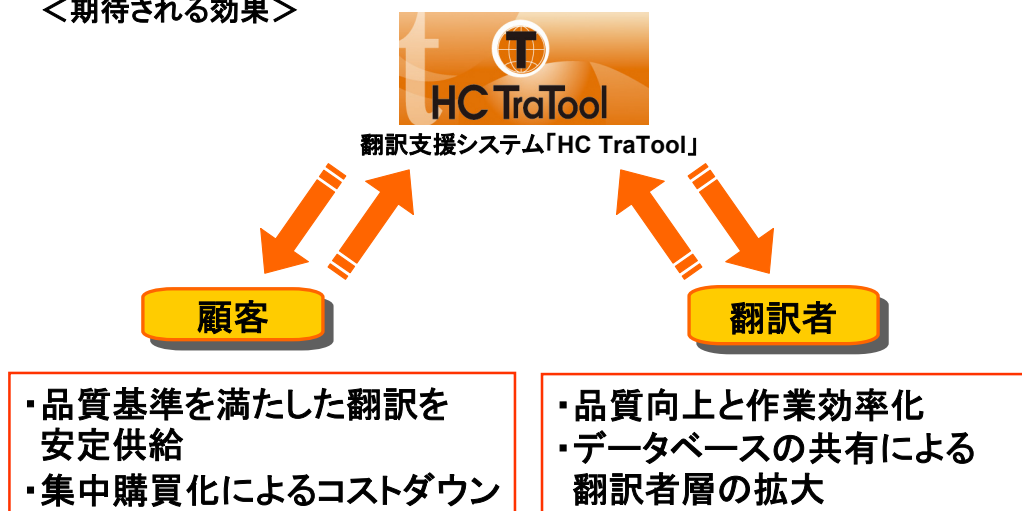 ＜期待される効果＞
T
HC TraTool
翻訳支援システム「HC TraTool」
顧客
翻訳者
・品質基準を満たした翻訳を
安定供給
・集中購買化によるコストダウン
・品質向上と作業効率化
・データベースの共有による
翻訳者層の拡大